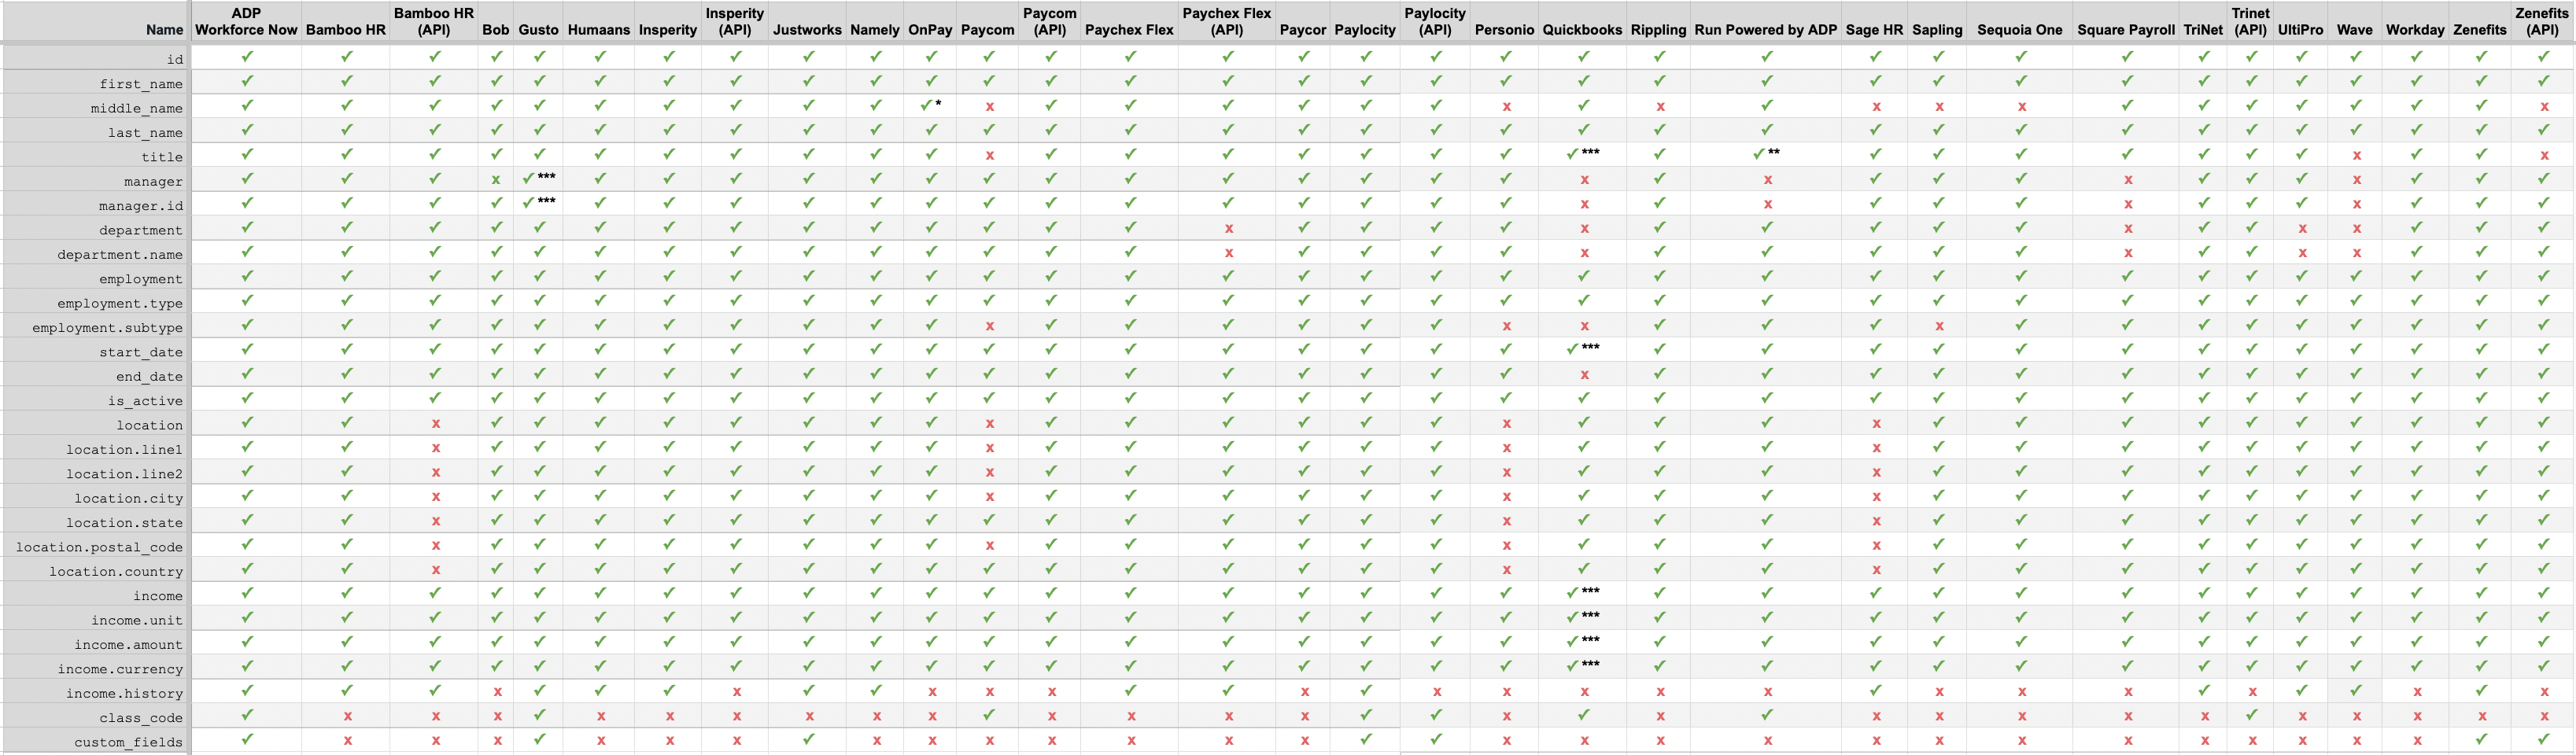 ADP Bamboo HR Insperity Paycom Paychex Flex Paylocity Trinet Zenefits
Name Workforce Now Bamboo HR (API) Bob Gusto Humaans Insperity (API) Justworks Namely OnPay Paycom (API) Paychex Flex (API) Paycor Paylocity (API) Personio Quickbooks Rippling Run Powered by ADP Sage HR Sapling Sequoia One Square Payroll TriNet (API) UltiPro Wave Workday Zenefits (API)
id ✓ ✓ ✓ ✓ ✓ ✓ ✓ ✓ ✓ ✓ ✓ ✓ ✓ ✓ ✓ ✓ ✓ ✓ ✓ ✓ ✓ ✓ ✓ ✓ ✓ ✓ ✓ ✓ ✓ ✓ ✓ ✓ ✓
first_name ✓ ✓ ✓ ✓ ✓ ✓ ✓ ✓ ✓ ✓ ✓ ✓ ✓ ✓ ✓ ✓ ✓ ✓ ✓ ✓ ✓ ✓ ✓ ✓ ✓ ✓ ✓ ✓ ✓ ✓ ✓ ✓ ✓
middle_name ✓ ✓ ✓ ✓ ✓ ✓ ✓ ✓ ✓ ✓ ✓* x ✓ ✓ ✓ ✓ ✓ ✓ x ✓ x ✓ x x x ✓ ✓ ✓ ✓ ✓ ✓ ✓ x
last_name ✓ ✓ ✓ ✓ ✓ ✓ ✓ ✓ ✓ ✓ ✓ ✓ ✓ ✓ ✓ ✓ ✓ ✓ ✓ ✓ ✓ ✓ ✓ ✓ ✓ ✓ ✓ ✓ ✓ ✓ ✓ ✓ ✓
title ✓ ✓ ✓ ✓ ✓ ✓ ✓ ✓ ✓ ✓ ✓ x ✓ ✓ ✓ ✓ ✓ ✓ ✓ ✓*** ✓ ✓** ✓ ✓ ✓ ✓ ✓ ✓ ✓ x ✓ ✓ x
manager ✓ ✓ ✓ x ✓*** ✓ ✓ ✓ ✓ ✓ ✓ ✓ ✓ ✓ ✓ ✓ ✓ ✓ ✓ x ✓ x ✓ ✓ ✓ x ✓ ✓ ✓ x ✓ ✓ ✓
manager.id ✓ ✓ ✓ ✓ ✓*** ✓ ✓ ✓ ✓ ✓ ✓ ✓ ✓ ✓ ✓ ✓ ✓ ✓ ✓ x ✓ x ✓ ✓ ✓ x ✓ ✓ ✓ x ✓ ✓ ✓
department ✓ ✓ ✓ ✓ ✓ ✓ ✓ ✓ ✓ ✓ ✓ ✓ ✓ ✓ x ✓ ✓ ✓ ✓ x ✓ ✓ ✓ ✓ ✓ x ✓ ✓ x x ✓ ✓ ✓
department.name ✓ ✓ ✓ ✓ ✓ ✓ ✓ ✓ ✓ ✓ ✓ ✓ ✓ ✓ x ✓ ✓ ✓ ✓ x ✓ ✓ ✓ ✓ ✓ x ✓ ✓ x x ✓ ✓ ✓
employment ✓ ✓ ✓ ✓ ✓ ✓ ✓ ✓ ✓ ✓ ✓ ✓ ✓ ✓ ✓ ✓ ✓ ✓ ✓ ✓ ✓ ✓ ✓ ✓ ✓ ✓ ✓ ✓ ✓ ✓ ✓ ✓ ✓
employment.type ✓ ✓ ✓ ✓ ✓ ✓ ✓ ✓ ✓ ✓ ✓ ✓ ✓ ✓ ✓ ✓ ✓ ✓ ✓ ✓ ✓ ✓ ✓ ✓ ✓ ✓ ✓ ✓ ✓ ✓ ✓ ✓ ✓
employment.subtype ✓ ✓ ✓ ✓ ✓ ✓ ✓ ✓ ✓ ✓ ✓ x ✓ ✓ ✓ ✓ ✓ ✓ x x ✓ ✓ ✓ x ✓ ✓ ✓ ✓ ✓ ✓ ✓ ✓ ✓
start_date ✓ ✓ ✓ ✓ ✓ ✓ ✓ ✓ ✓ ✓ ✓ ✓ ✓ ✓ ✓ ✓ ✓ ✓ ✓ ✓*** ✓ ✓ ✓ ✓ ✓ ✓ ✓ ✓ ✓ ✓ ✓ ✓ ✓
end_date ✓ ✓ ✓ ✓ ✓ ✓ ✓ ✓ ✓ ✓ ✓ ✓ ✓ ✓ ✓ ✓ ✓ ✓ ✓ x ✓ ✓ ✓ ✓ ✓ ✓ ✓ ✓ ✓ ✓ ✓ ✓ ✓
is_active ✓ ✓ ✓ ✓ ✓ ✓ ✓ ✓ ✓ ✓ ✓ ✓ ✓ ✓ ✓ ✓ ✓ ✓ ✓ ✓ ✓ ✓ ✓ ✓ ✓ ✓ ✓ ✓ ✓ ✓ ✓ ✓ ✓
location ✓ ✓ x ✓ ✓ ✓ ✓ ✓ ✓ ✓ ✓ x ✓ ✓ ✓ ✓ ✓ ✓ x ✓ ✓ ✓ x ✓ ✓ ✓ ✓ ✓ ✓ ✓ ✓ ✓ ✓
location.line1 ✓ ✓ x ✓ ✓ ✓ ✓ ✓ ✓ ✓ ✓ x ✓ ✓ ✓ ✓ ✓ ✓ x ✓ ✓ ✓ x ✓ ✓ ✓ ✓ ✓ ✓ ✓ ✓ ✓ ✓
location.line2 ✓ ✓ x ✓ ✓ ✓ ✓ ✓ ✓ ✓ ✓ x ✓ ✓ ✓ ✓ ✓ ✓ x ✓ ✓ ✓ x ✓ ✓ ✓ ✓ ✓ ✓ ✓ ✓ ✓ ✓
location.city ✓ ✓ x ✓ ✓ ✓ ✓ ✓ ✓ ✓ ✓ x ✓ ✓ ✓ ✓ ✓ ✓ x ✓ ✓ ✓ x ✓ ✓ ✓ ✓ ✓ ✓ ✓ ✓ ✓ ✓
location.state ✓ ✓ x ✓ ✓ ✓ ✓ ✓ ✓ ✓ ✓ ✓ ✓ ✓ ✓ ✓ ✓ ✓ x ✓ ✓ ✓ x ✓ ✓ ✓ ✓ ✓ ✓ ✓ ✓ ✓ ✓
location.postal_code ✓ ✓ x ✓ ✓ ✓ ✓ ✓ ✓ ✓ ✓ x ✓ ✓ ✓ ✓ ✓ ✓ x ✓ ✓ ✓ x ✓ ✓ ✓ ✓ ✓ ✓ ✓ ✓ ✓ ✓
location.country ✓ ✓ x ✓ ✓ ✓ ✓ ✓ ✓ ✓ ✓ ✓ ✓ ✓ ✓ ✓ ✓ ✓ x ✓ ✓ ✓ x ✓ ✓ ✓ ✓ ✓ ✓ ✓ ✓ ✓ ✓
income ✓ ✓ ✓ ✓ ✓ ✓ ✓ ✓ ✓ ✓ ✓ ✓ ✓ ✓ ✓ ✓ ✓ ✓ ✓ ✓*** ✓ ✓ ✓ ✓ ✓ ✓ ✓ ✓ ✓ ✓ ✓ ✓ ✓
income.unit ✓ ✓ ✓ ✓ ✓ ✓ ✓ ✓ ✓ ✓ ✓ ✓ ✓ ✓ ✓ ✓ ✓ ✓ ✓ ✓*** ✓ ✓ ✓ ✓ ✓ ✓ ✓ ✓ ✓ ✓ ✓ ✓ ✓
income.amount ✓ ✓ ✓ ✓ ✓ ✓ ✓ ✓ ✓ ✓ ✓ ✓ ✓ ✓ ✓ ✓ ✓ ✓ ✓ ✓*** ✓ ✓ ✓ ✓ ✓ ✓ ✓ ✓ ✓ ✓ ✓ ✓ ✓
income.currency ✓ ✓ ✓ ✓ ✓ ✓ ✓ ✓ ✓ ✓ ✓ ✓ ✓ ✓ ✓ ✓ ✓ ✓ ✓ ✓*** ✓ ✓ ✓ ✓ ✓ ✓ ✓ ✓ ✓ ✓ ✓ ✓ ✓
income.history ✓ ✓ ✓ x ✓ ✓ ✓ x ✓ ✓ x x x ✓ ✓ x ✓ x x x x x ✓ x x x ✓ x ✓ ✓ x ✓ x
class_code ✓ x x x ✓ x x x x x x ✓ x x x x ✓ ✓ x ✓ x ✓ x x x x x ✓ x x x x x
custom_fields ✓ x x x ✓ x x x ✓ x x x x x x x ✓ ✓ x x x x x x x x x x x x x ✓ ✓